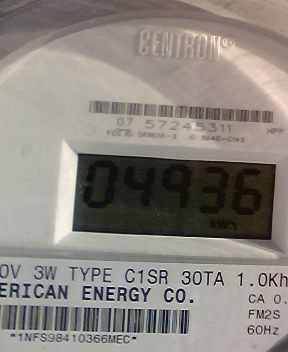 CENTRON®
07 57245311 HPP
04936
kWh
0V 3W TYPE C1SR 30TA 1.0Kh
ERICAN ENERGY CO.
CA 0.
FM2S
60Hz
*1NFS98410366MEC*